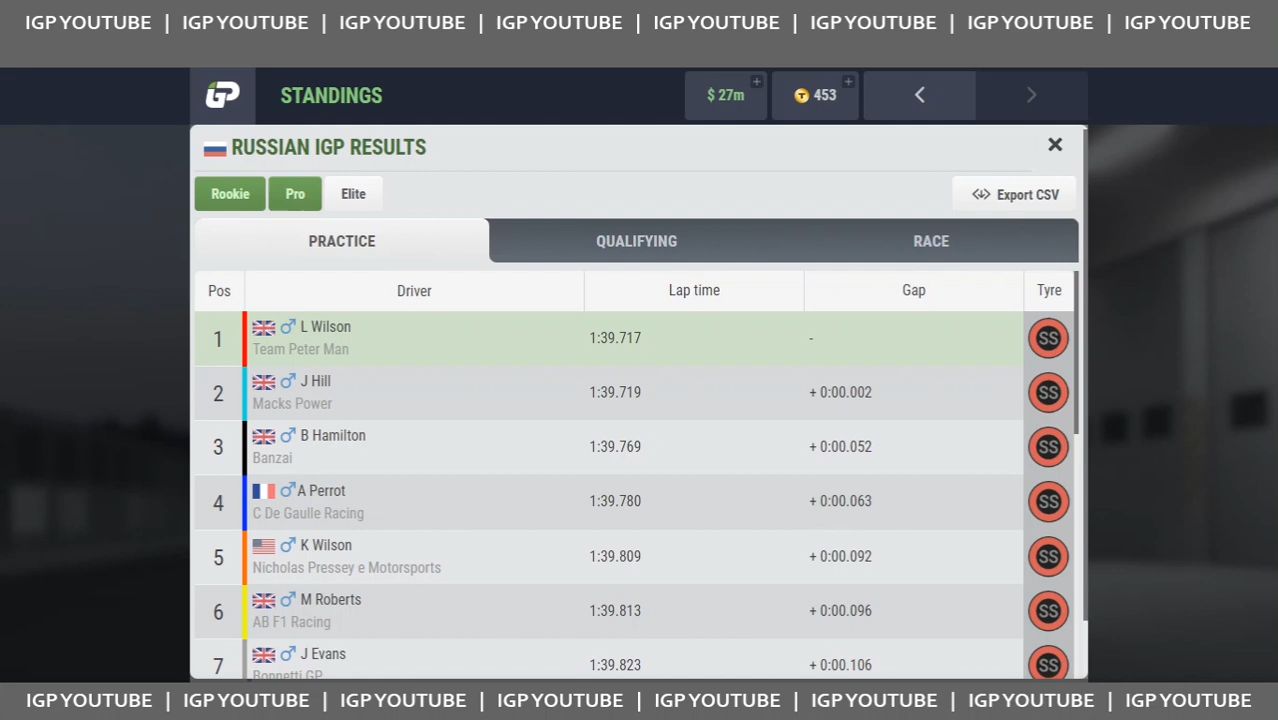 IGP YOUTUBE | IGP YOUTUBE | IGP YOUTUBE | IGP YOUTUBE | IGP YOUTUBE | IGP YOUTUBE | IGP YOUTUBE | IGP YOUTUBE
GP STANDINGS $ 27m + T 453 +
RUSSIAN IGP RESULTS
Rookie Pro Elite Export CSV
PRACTICE QUALIFYING RACE
Pos Driver Lap time Gap Tyre
1 L Wilson 1:39.717 - SS
Team Peter Man
2 J Hill 1:39.719 + 0:00.002 SS
Macks Power
3 B Hamilton 1:39.769 + 0:00.052 SS
Banzai
4 A Perrot 1:39.780 + 0:00.063 SS
C De Gaulle Racing
5 K Wilson 1:39.809 + 0:00.092 SS
Nicholas Pressey e Motorsports
6 M Roberts 1:39.813 + 0:00.096 SS
AB F1 Racing
7 J Evans 1:39.823 + 0:00.106 SS
Bonnetti GP
IGP YOUTUBE | IGP YOUTUBE | IGP YOUTUBE | IGP YOUTUBE | IGP YOUTUBE | IGP YOUTUBE | IGP YOUTUBE | IGP YOUTUBE